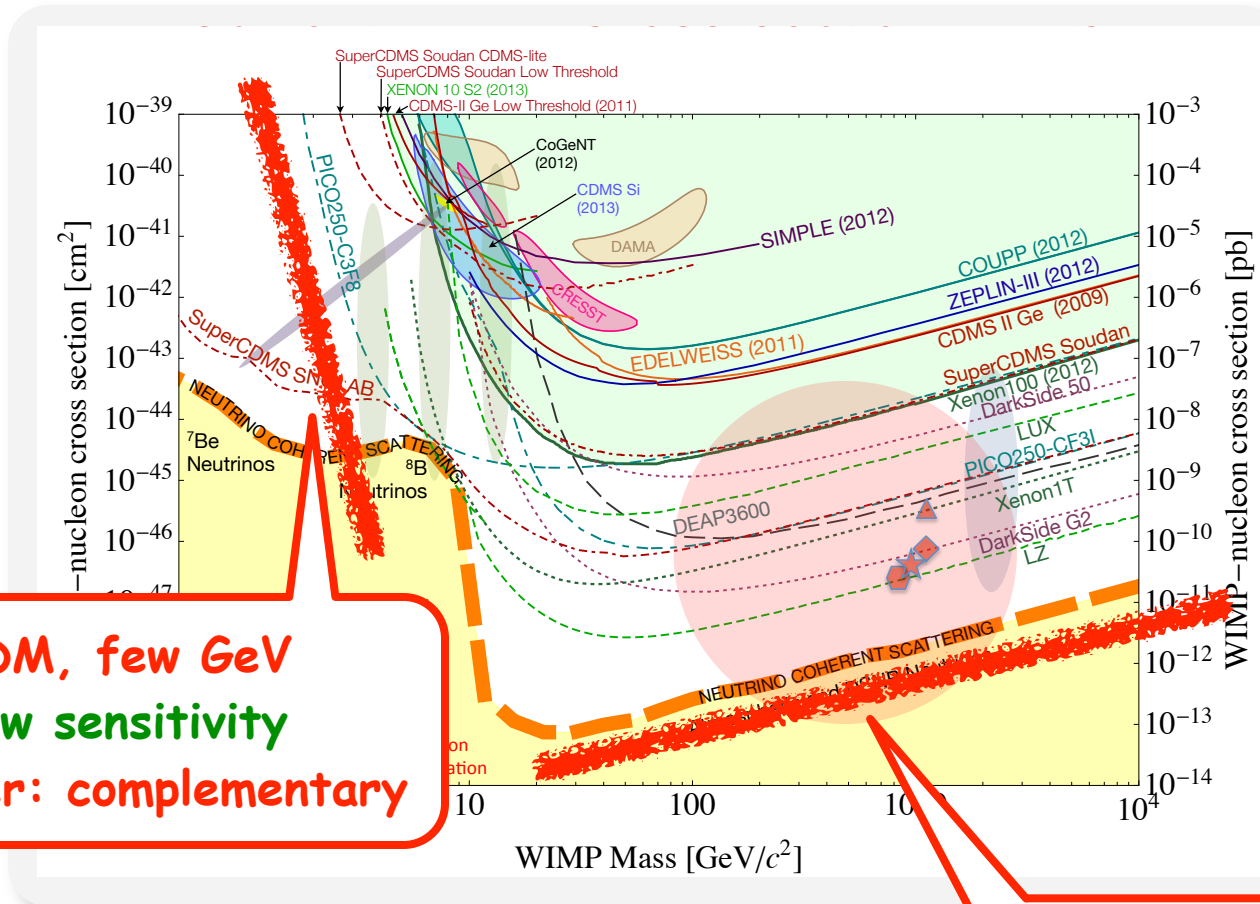 SuperCDMS Soudan CDMS-lite
SuperCDMS Soudan Low Threshold
XENON 10 S2 (2013)
CDMS-II Ge Low Threshold (2011)
10−39
10−40
10−41
10−42
10−43
10−44
10−45
10−46
−47
−nucleon cross section [cm2]
10−3
10−4
10−5
10−6
10−7
10−8
10−9
10−10
10−11
10−12
10−13
10−14
WIMP−nucleon cross section [pb]
CoGeNT
(2012)
CDMS Si
(2013)
PICO250-C3F8
DAMA
SIMPLE (2012)
COUPP (2012)
ZEPLIN-III (2012)
CDMS II Ge (2009)
CRESST
EDELWEISS (2011)
SuperCDMS Soudan
Xenon100 (2012)
DarkSide 50
LUX
PICO250-CF3I
Xenon1T
DEAP3600
DarkSide G2
LZ
NEUTRINO COHERENT SCATTERING
7Be
Neutrinos
8B
NEUTRINO COHERENT SCATTERING
DM, few GeV
w sensitivity
r: complementary
on
ation
10
100
104
WIMP Mass [GeV/c2]